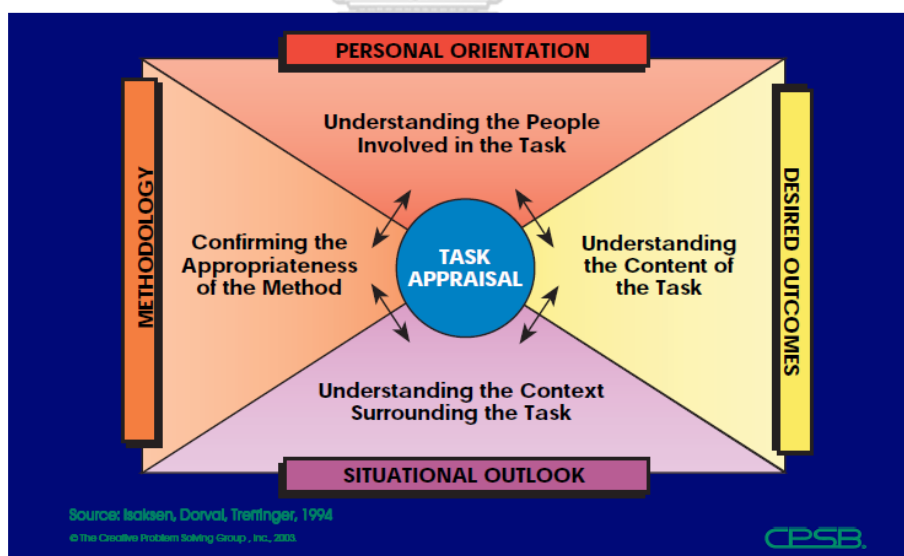 PERSONAL ORIENTATION
Understanding the People
Involved in the Task
METHODOLOGY
Confirming the
Appropriateness
of the Method
TASK
APPRAISAL
Understanding
the Content of
the Task
DESIRED OUTCOMES
Understanding the Context
Surrounding the Task
SITUATIONAL OUTLOOK
Source: Isaksen, Dorval, Treffinger, 1994
© The Creative Problem Solving Group , Inc., 2003.
CPSB